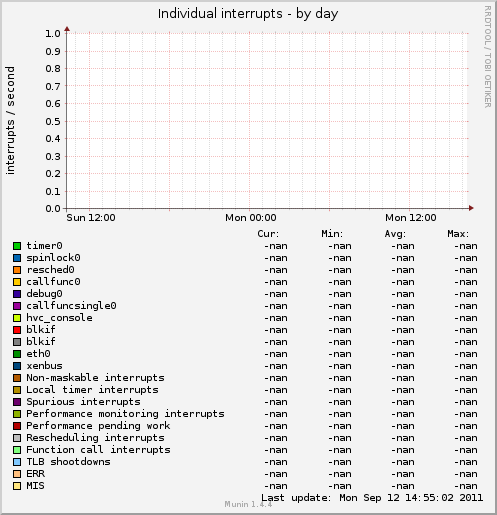 Individual interrupts - by day
RRDTOOL / TOBI OETIKER
interrupts / second
1.0
0.9
0.8
0.7
0.6
0.5
0.4
0.3
0.2
0.1
0.0
Sun 12:00 Mon 00:00 Mon 12:00
Cur: Min: Avg: Max:
timer0 -nan -nan -nan -nan
spinlock0 -nan -nan -nan -nan
resched0 -nan -nan -nan -nan
callfunc0 -nan -nan -nan -nan
debug0 -nan -nan -nan -nan
callfuncsingle0 -nan -nan -nan -nan
hvc_console -nan -nan -nan -nan
blkif -nan -nan -nan -nan
blkif -nan -nan -nan -nan
eth0 -nan -nan -nan -nan
xenbus -nan -nan -nan -nan
Non-maskable interrupts -nan -nan -nan -nan
Local timer interrupts -nan -nan -nan -nan
Spurious interrupts -nan -nan -nan -nan
Performance monitoring interrupts -nan -nan -nan -nan
Performance pending work -nan -nan -nan -nan
Rescheduling interrupts -nan -nan -nan -nan
Function call interrupts -nan -nan -nan -nan
TLB shootdowns -nan -nan -nan -nan
ERR -nan -nan -nan -nan
MIS -nan -nan -nan -nan
Last update: Mon Sep 12 14:55:02 2011
Munin 1.4.4